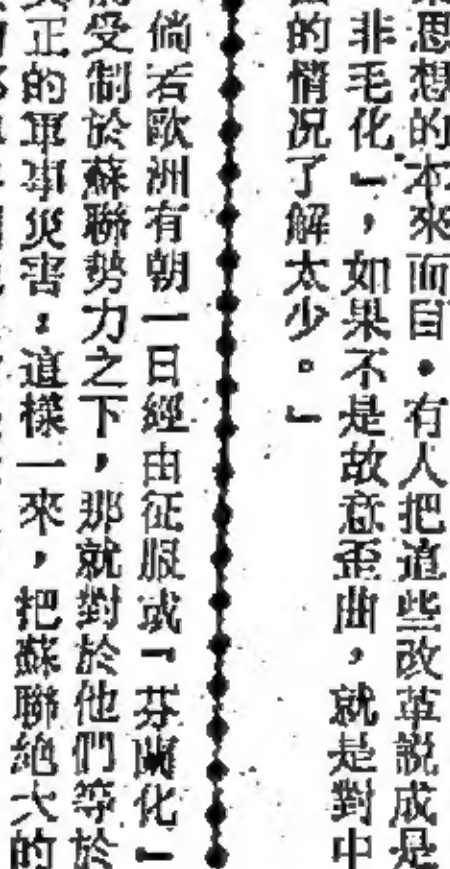 思想的本來面目。有人把這些改革說成是
非毛化」，如果不是故意歪曲，就是對中
的情況了解太少。」
倘若歐洲有朝一日經由征服或「芬蘭化」
受制於蘇聯勢力之下，那就對於他們等於
正的軍事災害，這樣一來，把蘇聯絕大的